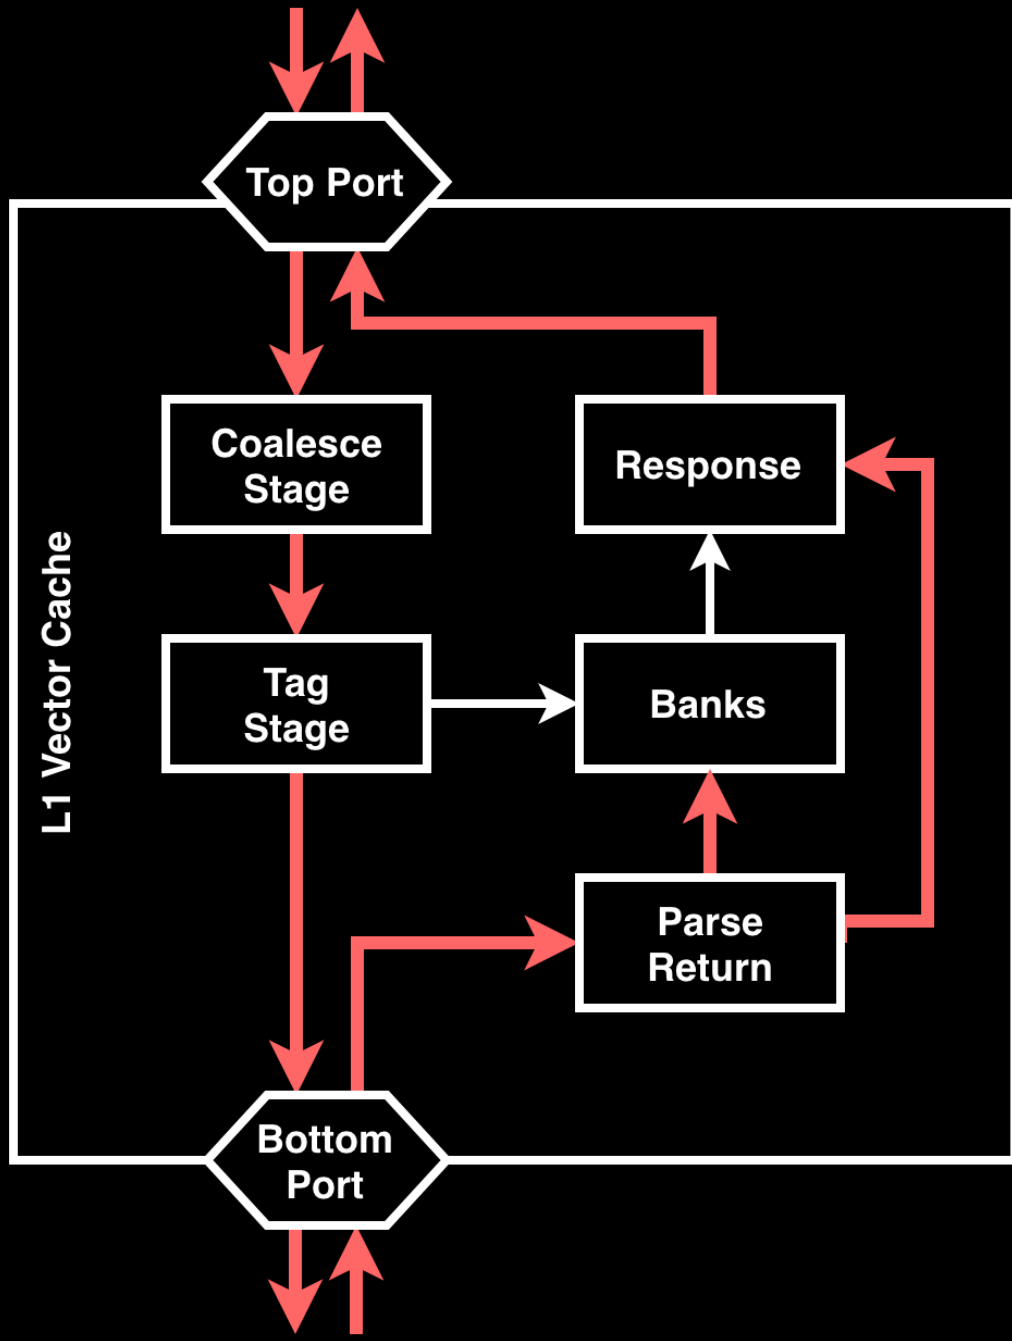 Top Port
Coalesce
Stage
Response
L1 Vector Cache
Tag
Stage
Banks
Parse
Return
Bottom
Port